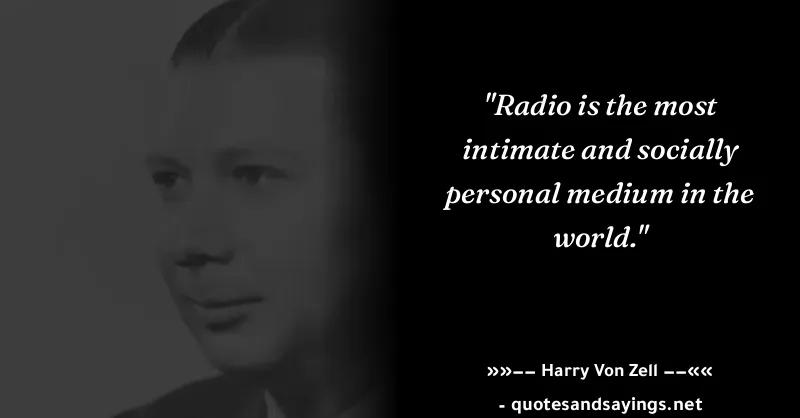 "Radio is the most
intimate and socially
personal medium in the
world."
»»–– Harry Von Zell ––««
- quotesandsayings.net